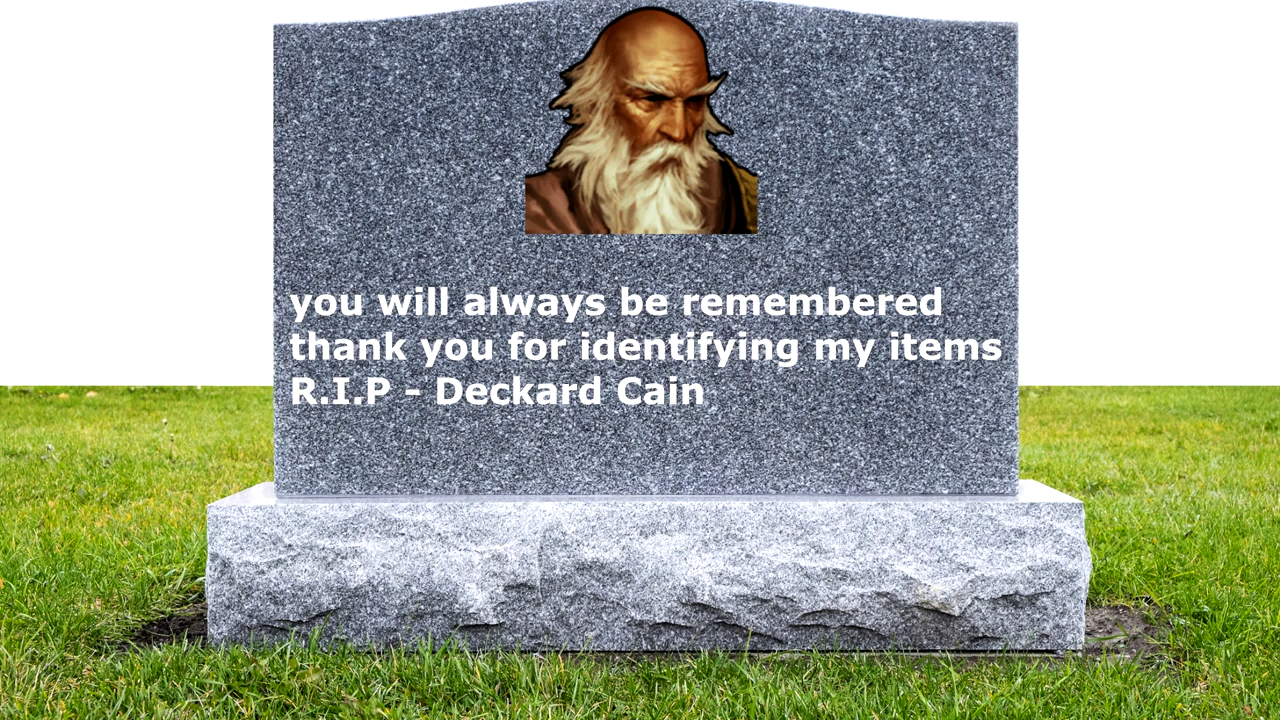 you will always be remembered
thank you for identifying my items
R.I.P - Deckard Cain